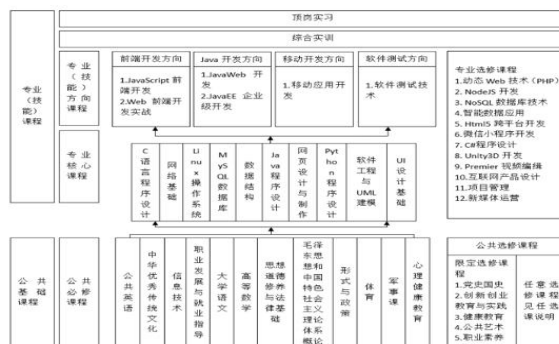 顶岗实习
综合实训
专业
（技
能）
课程
专业
（技
能）
方向
课程
前端开发方向
1.JavaScript 前
端开发
2.Web 前端开
发实战
Java 开发方向
1.JavaWeb 开
发
2.JavaEE 企业
级开发
移动开发方向
1.移动应用开
发
软件测试方向
1.软件测试技
术
专业选修课程
1.动态 Web 技术（PHP）
2.NodeJS 开发
3.NoSQL 数据库技术
4.智能数据应用
5.Html5 跨平台开发
6.微信小程序开发
7.C#程序设计
8.Unity3D 开发
9.Premier 视频编辑
10.互联网产品设计
11.项目管理
12.新媒体运营
专业
核心
课程
C语言程序设计
网络基础
Linux操作系统
MySQL数据库
数据结构
Java程序设计
网页设计与制作
Python程序设计
软件工程与UML建模
UI设计基础
公共
基础
课程
公共
必修
课程
公共英语
中华优秀传统文化
信息技术
职业发展与就业指导
大学语文
高等数学
思想道德修养与法律基础
毛泽东思想和中国特色社会主义理论体系概论
形式与政策
体育
军事课
心理健康教育
公共选修课程
限定选修课
程
1.党史国史
2.创新创业
教育与实践
3.健康教育
4.公共艺术
5.职业素养
任意选
修课程
见任选
课说明